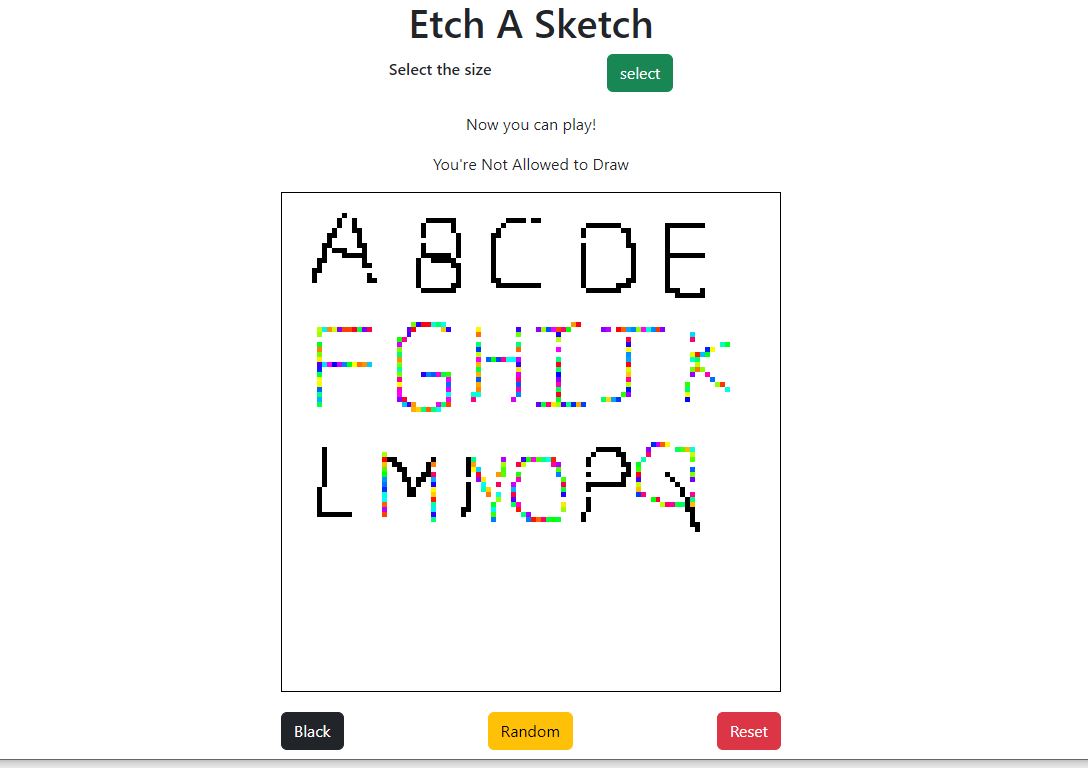 Etch A Sketch
Select the size select
Now you can play!
You're Not Allowed to Draw
A B C D E
F G H I J K
L M N O P Q
Black Random Reset